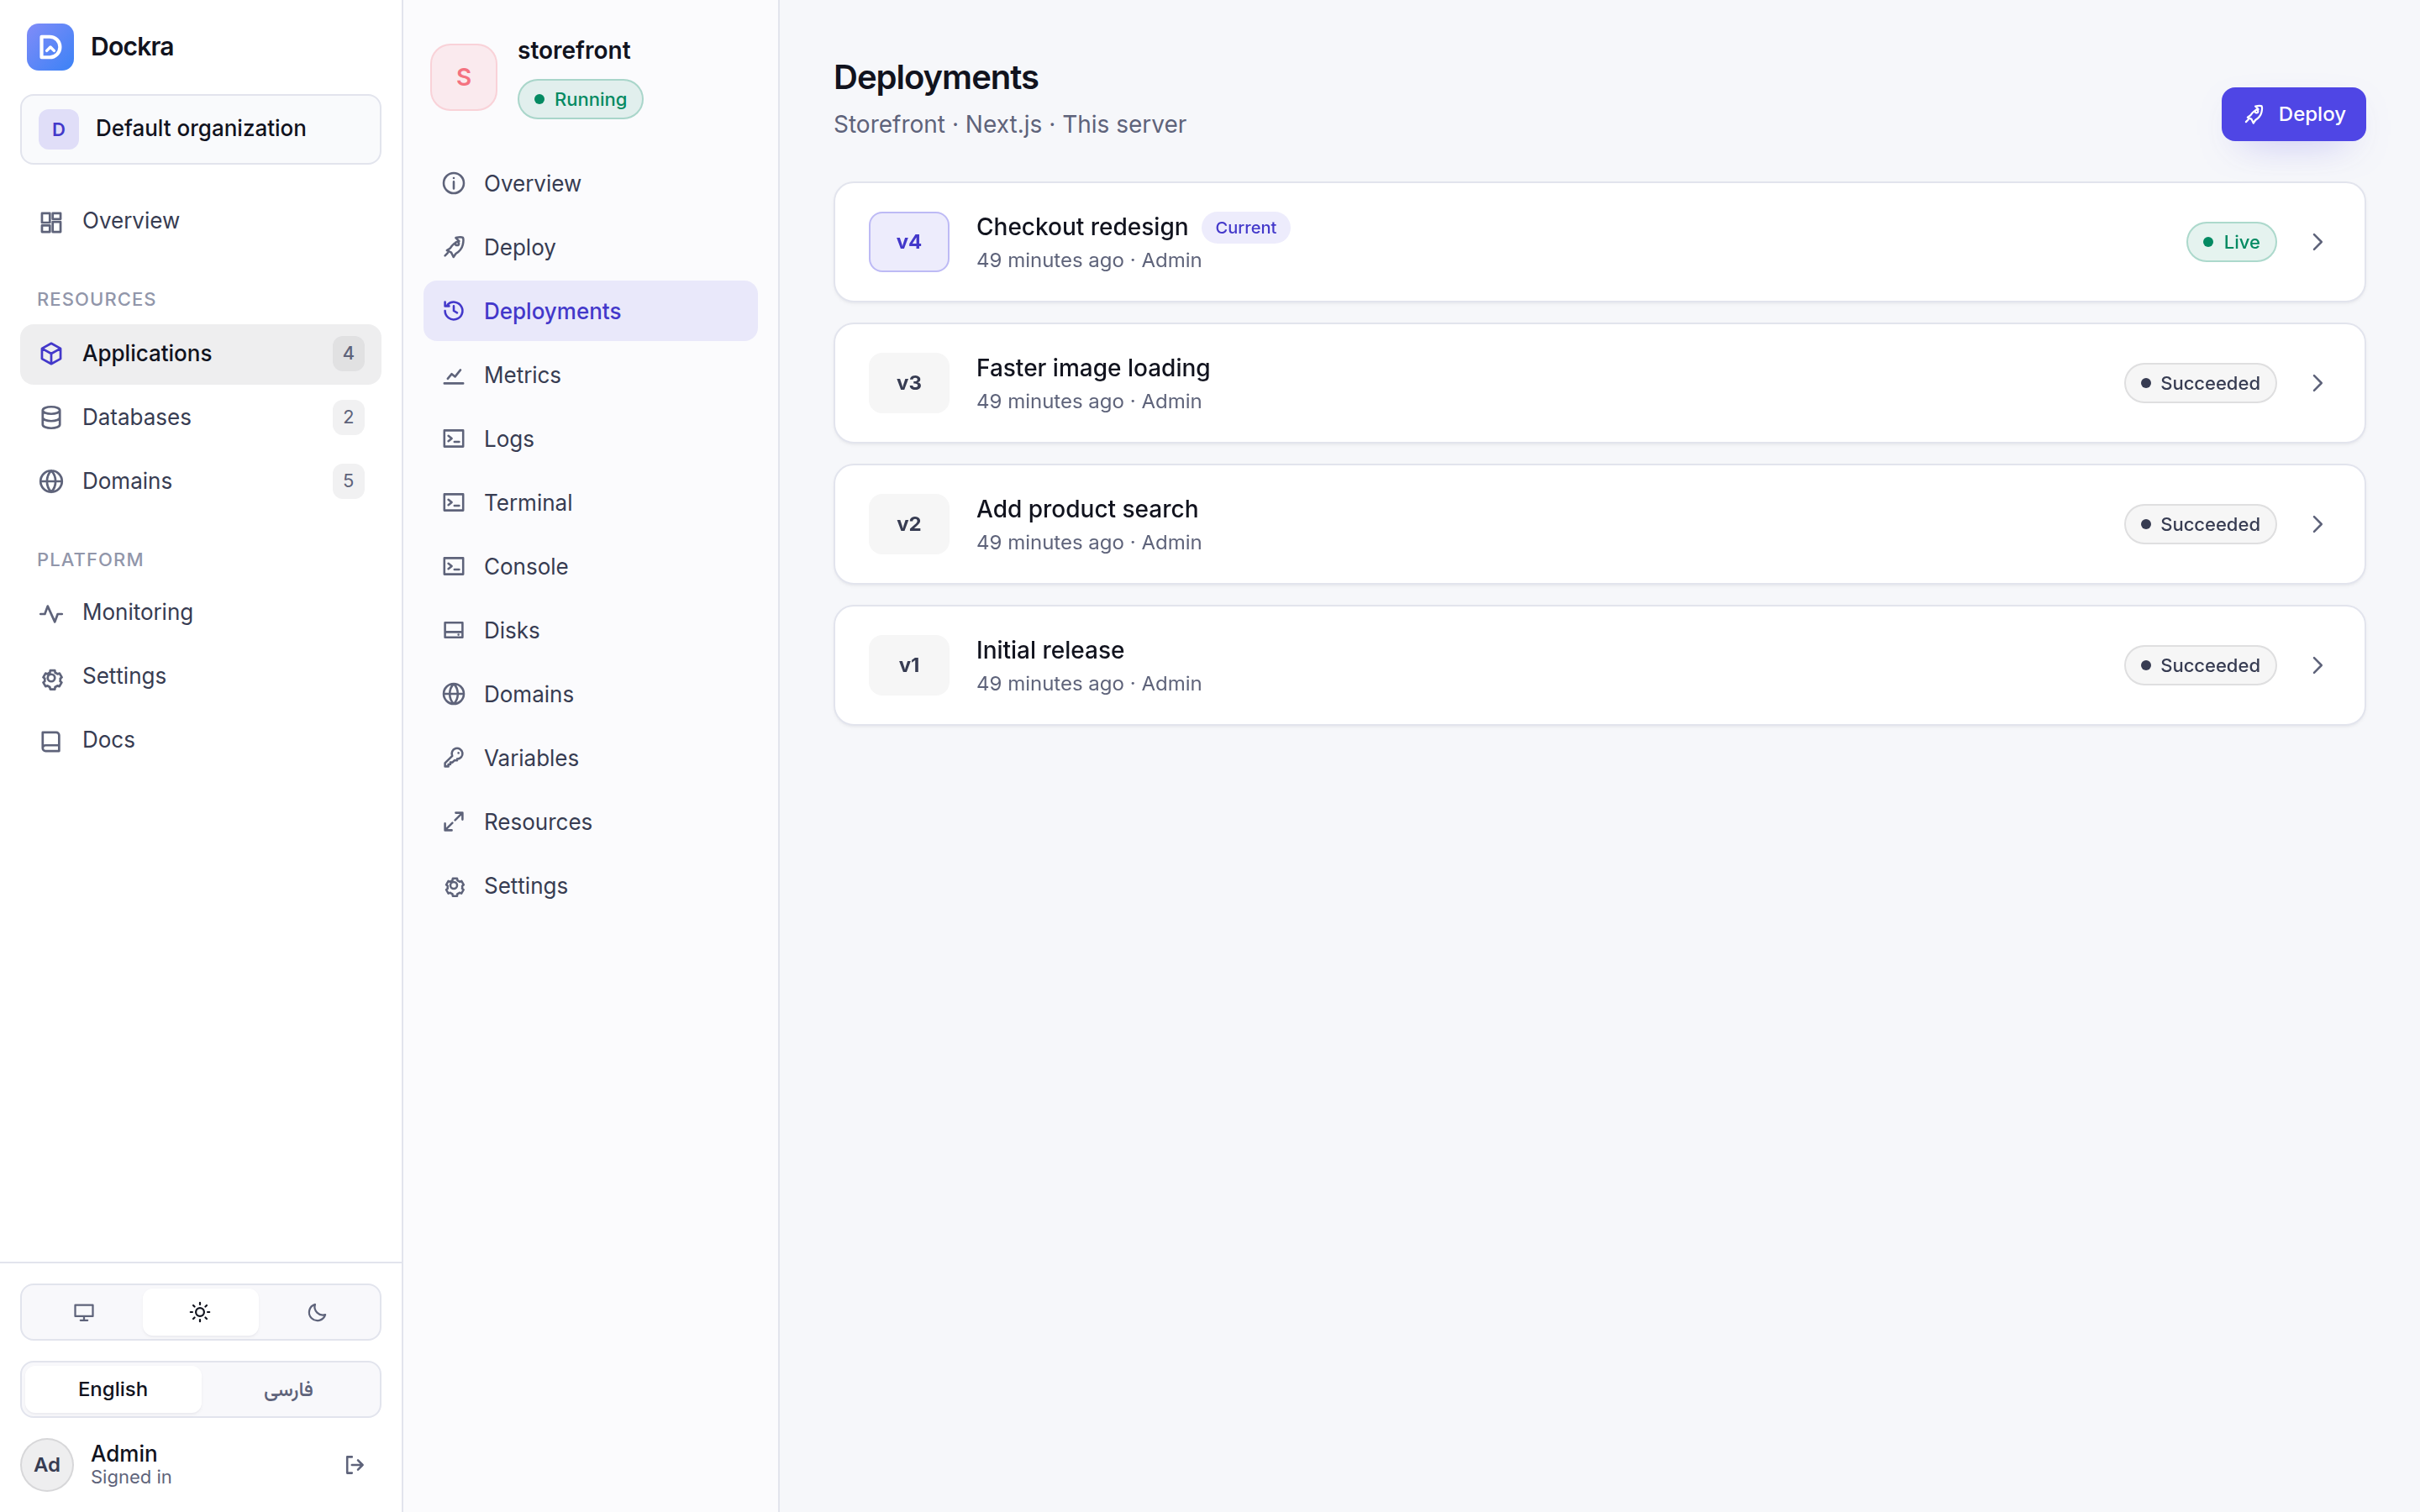 Dockra
D Default organization
Overview
RESOURCES
Applications 4
Databases 2
Domains 5
PLATFORM
Monitoring
Settings
Docs
English فارسی
Ad Admin
Signed in
S storefront
Running
Overview
Deploy
Deployments
Metrics
Logs
Terminal
Console
Disks
Domains
Variables
Resources
Settings
Deployments
Storefront · Next.js · This server
Deploy
v4 Checkout redesign Current
49 minutes ago · Admin
Live
v3 Faster image loading
49 minutes ago · Admin
Succeeded
v2 Add product search
49 minutes ago · Admin
Succeeded
v1 Initial release
49 minutes ago · Admin
Succeeded